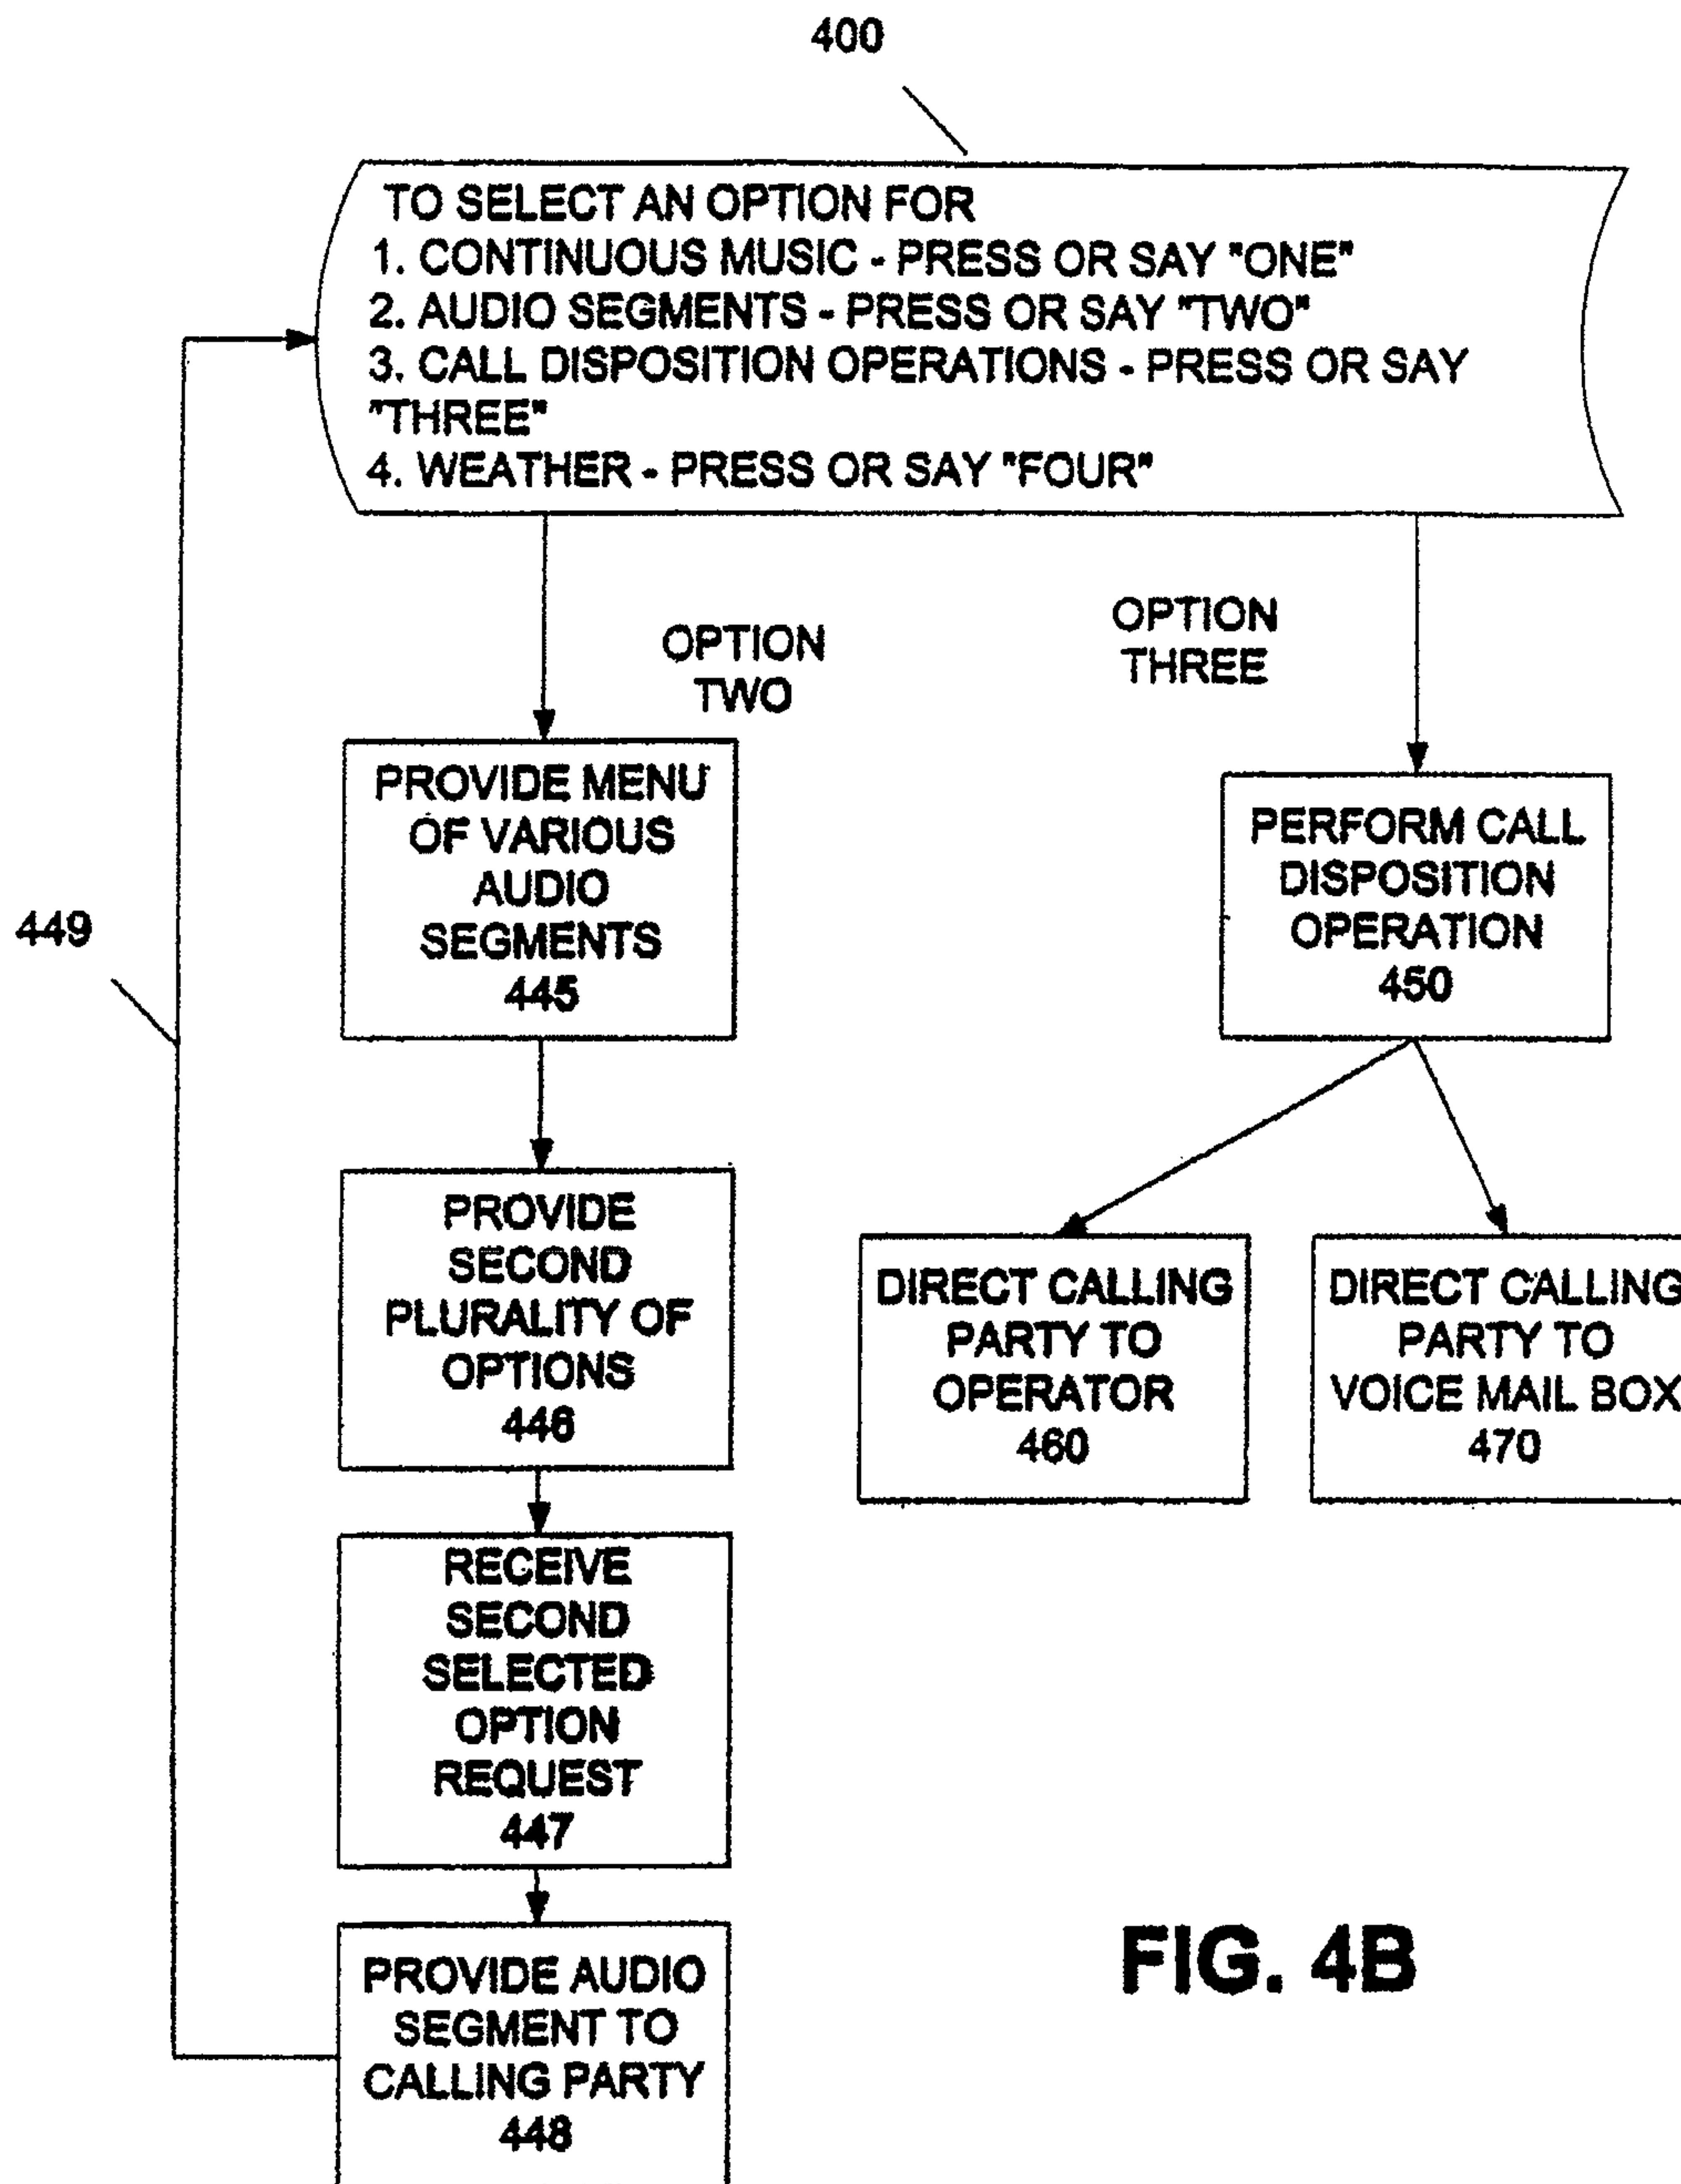 400
TO SELECT AN OPTION FOR
1. CONTINUOUS MUSIC - PRESS OR SAY "ONE"
2. AUDIO SEGMENTS - PRESS OR SAY "TWO"
3. CALL DISPOSITION OPERATIONS - PRESS OR SAY
"THREE"
4. WEATHER - PRESS OR SAY "FOUR"
OPTION
TWO
OPTION
THREE
449
PROVIDE MENU
OF VARIOUS
AUDIO
SEGMENTS
445
PERFORM CALL
DISPOSITION
OPERATION
450
PROVIDE
SECOND
PLURALITY OF
OPTIONS
446
DIRECT CALLING
PARTY TO
OPERATOR
460
DIRECT CALLING
PARTY TO
VOICE MAIL BOX
470
RECEIVE
SECOND
SELECTED
OPTION
REQUEST
447
PROVIDE AUDIO
SEGMENT TO
CALLING PARTY
448
FIG. 4B